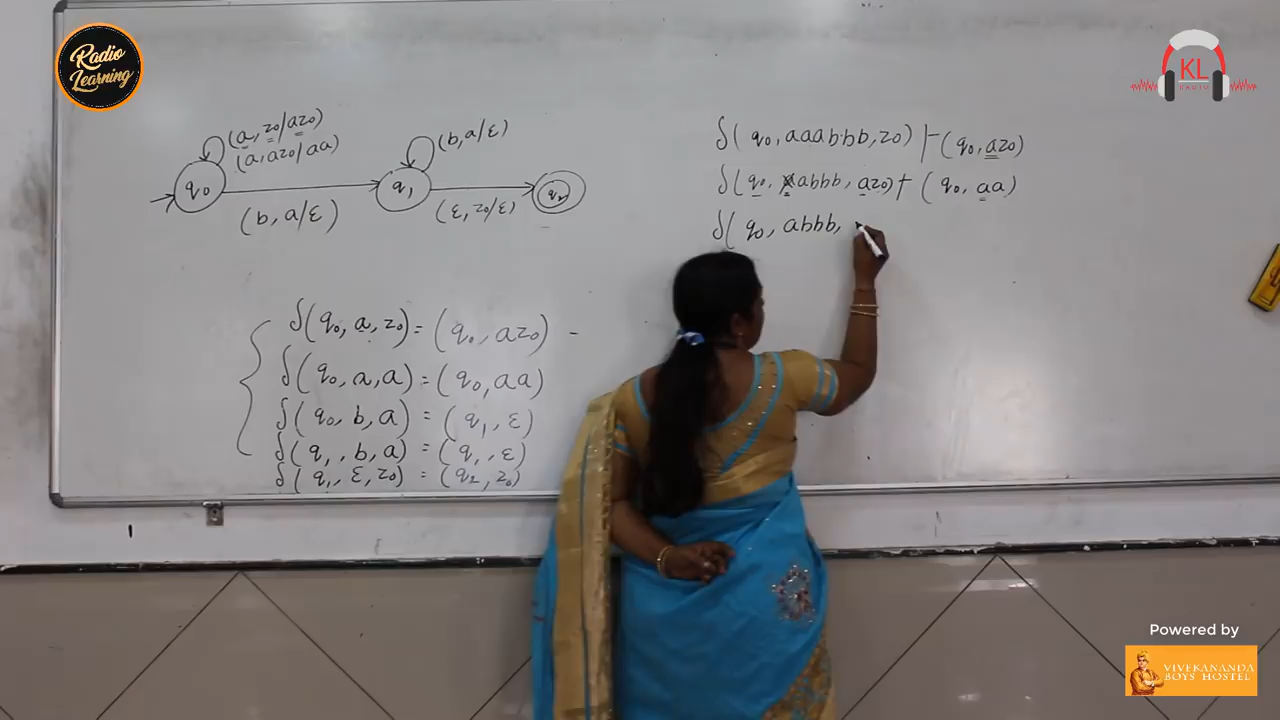 Radio
Learning
KL
RADIO
(a, z0/az0)
(a, az0/aa)
(b, a/ε)
q0
q1
q2
(b, a/ε)
(ε, z0/ε)
δ(q0, aaabbb, z0) ⊢ (q0, az0)
δ(q0, abbb, az0) ⊢ (q0, aa)
δ(q0, abbb,
δ(q0, a, z0) = (q0, az0) -
δ(q0, a, a) = (q0, aa)
δ(q0, b, a) = (q1, ε)
δ(q1, b, a) = (q1, ε)
δ(q1, ε, z0) = (q2, z0)
Powered by
VIVEKANANDA
BOYS HOSTEL